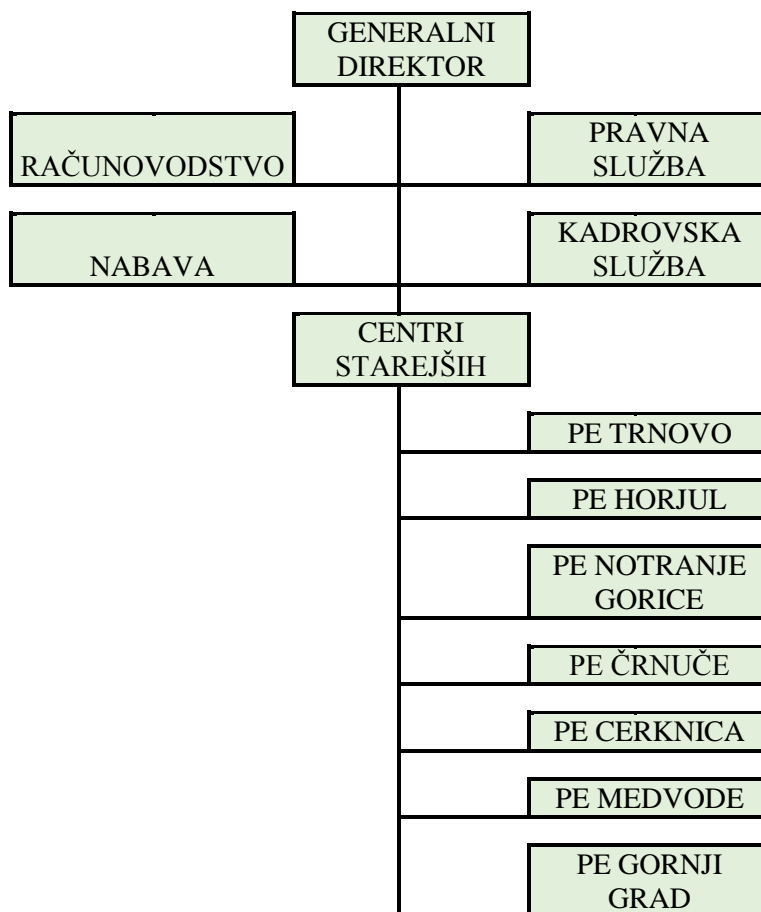 GENERALNI
DIREKTOR
RAČUNOVODSTVO
PRAVNA
SLUŽBA
NABAVA
KADROVSKA
SLUŽBA
CENTRI
STAREJŠIH
PE TRNOVO
PE HORJUL
PE NOTRANJE
GORICE
PE ČRNUČE
PE CERKNICA
PE MEDVODE
PE GORNJI
GRAD